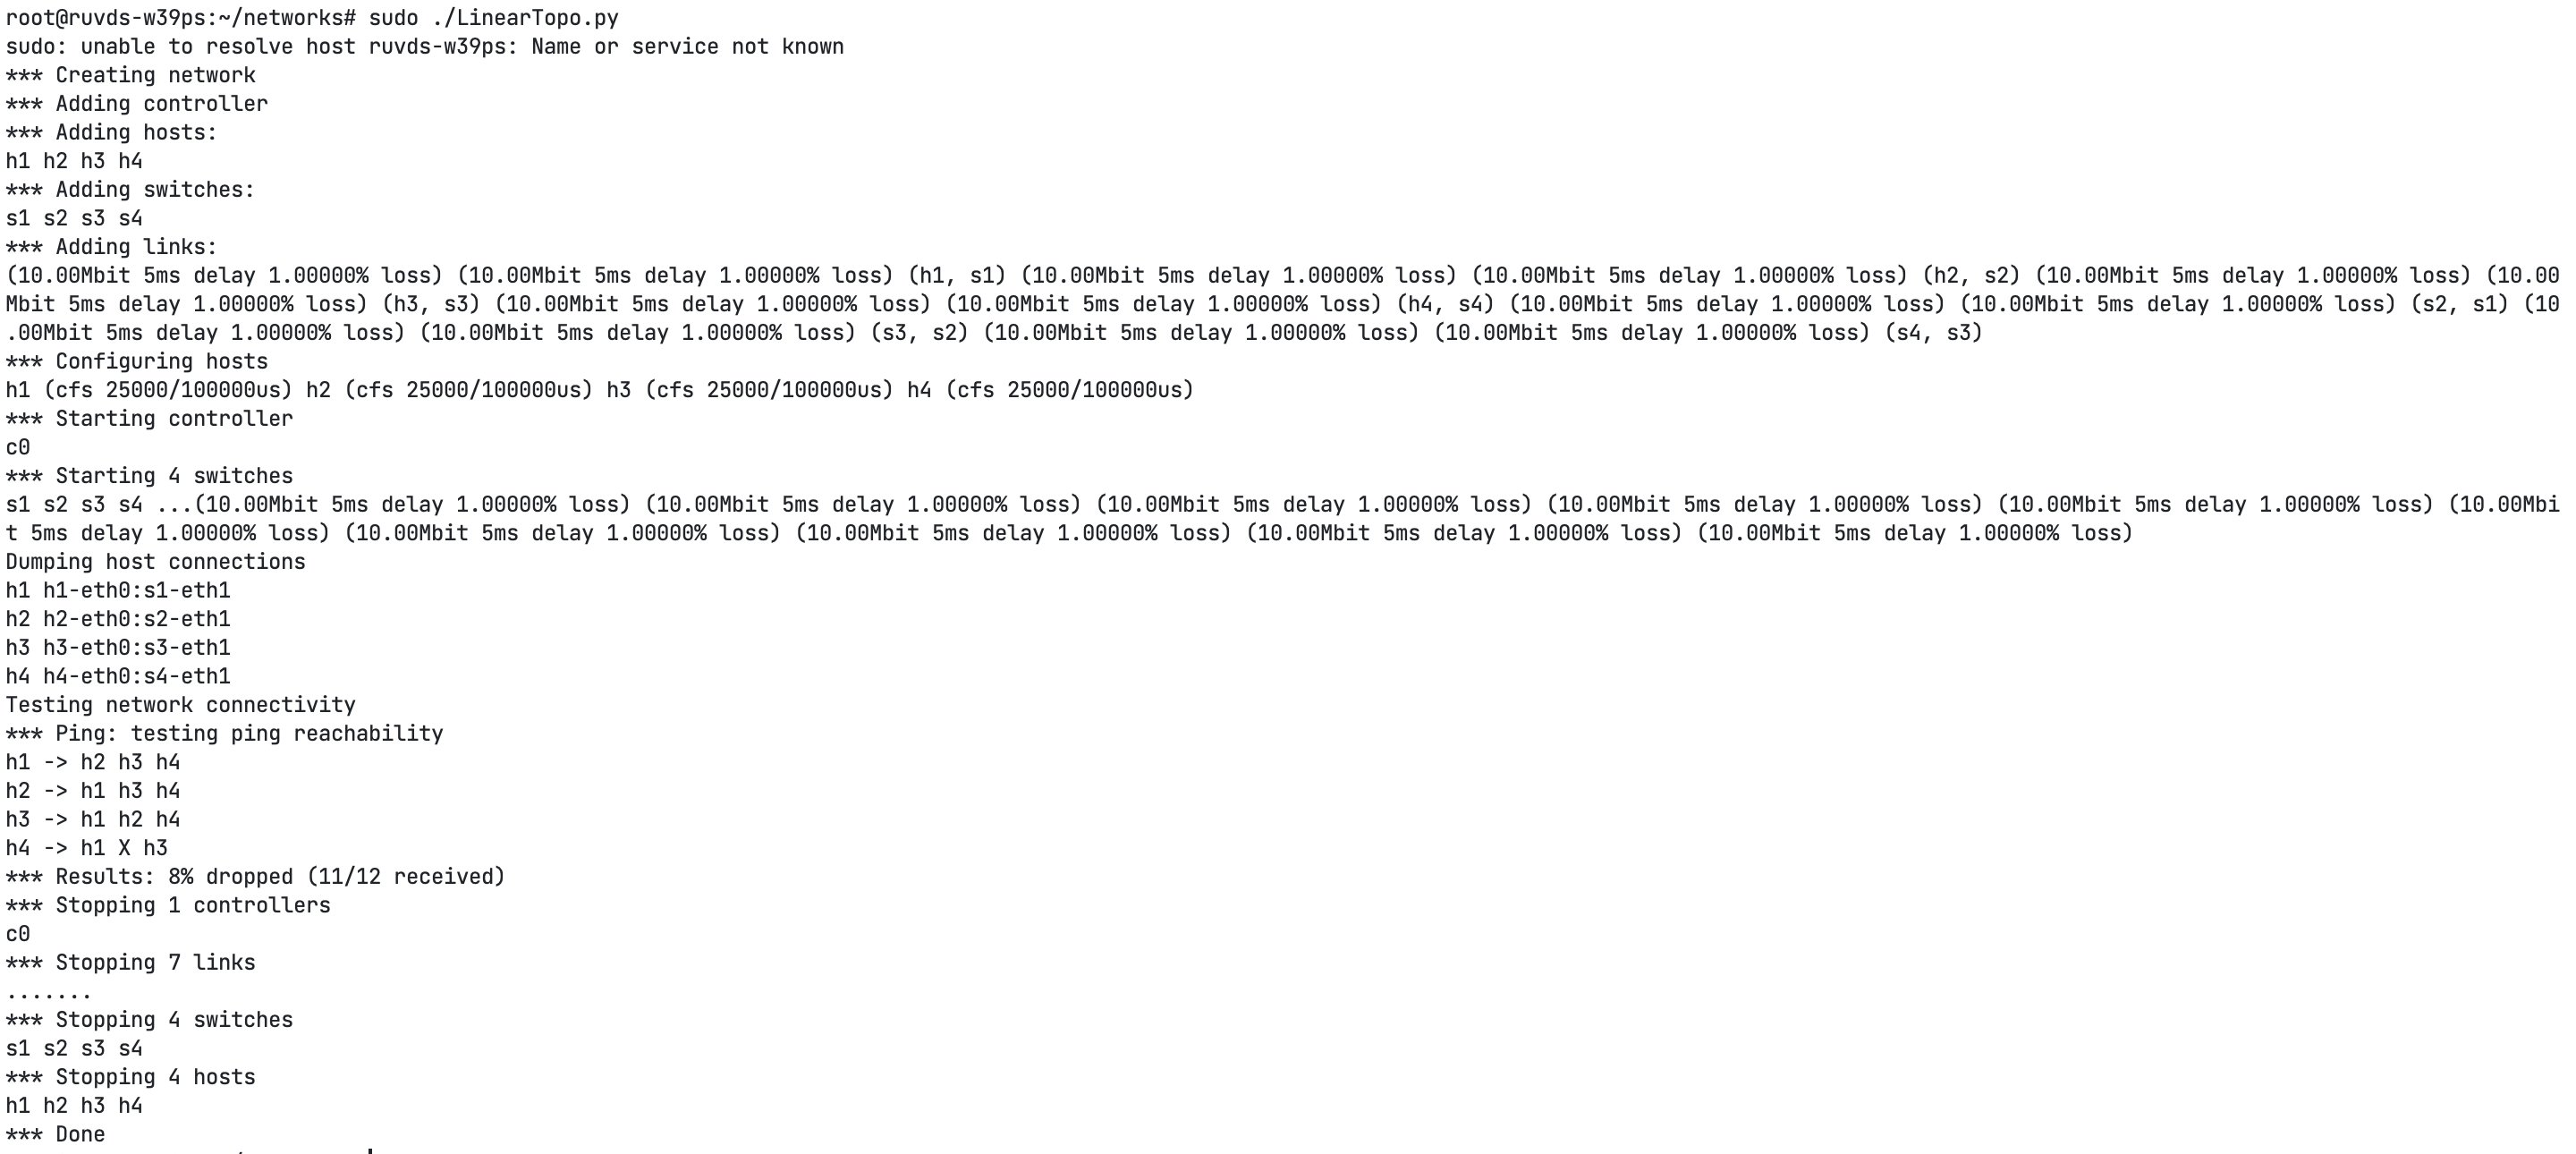 root@ruvds-w39ps:~/networks# sudo ./LinearTopo.py
sudo: unable to resolve host ruvds-w39ps: Name or service not known
*** Creating network
*** Adding controller
*** Adding hosts:
h1 h2 h3 h4
*** Adding switches:
s1 s2 s3 s4
*** Adding links:
(10.00Mbit 5ms delay 1.00000% loss) (10.00Mbit 5ms delay 1.00000% loss) (h1, s1) (10.00Mbit 5ms delay 1.00000% loss) (10.00Mbit 5ms delay 1.00000% loss) (h2, s2) (10.00Mbit 5ms delay 1.00000% loss) (10.00
Mbit 5ms delay 1.00000% loss) (h3, s3) (10.00Mbit 5ms delay 1.00000% loss) (10.00Mbit 5ms delay 1.00000% loss) (h4, s4) (10.00Mbit 5ms delay 1.00000% loss) (10.00Mbit 5ms delay 1.00000% loss) (s2, s1) (10
.00Mbit 5ms delay 1.00000% loss) (10.00Mbit 5ms delay 1.00000% loss) (s3, s2) (10.00Mbit 5ms delay 1.00000% loss) (10.00Mbit 5ms delay 1.00000% loss) (s4, s3)
*** Configuring hosts
h1 (cfs 25000/100000us) h2 (cfs 25000/100000us) h3 (cfs 25000/100000us) h4 (cfs 25000/100000us)
*** Starting controller
c0
*** Starting 4 switches
s1 s2 s3 s4 ...(10.00Mbit 5ms delay 1.00000% loss) (10.00Mbit 5ms delay 1.00000% loss) (10.00Mbit 5ms delay 1.00000% loss) (10.00Mbit 5ms delay 1.00000% loss) (10.00Mbit 5ms delay 1.00000% loss) (10.00Mbi
t 5ms delay 1.00000% loss) (10.00Mbit 5ms delay 1.00000% loss) (10.00Mbit 5ms delay 1.00000% loss) (10.00Mbit 5ms delay 1.00000% loss) (10.00Mbit 5ms delay 1.00000% loss)
Dumping host connections
h1 h1-eth0:s1-eth1
h2 h2-eth0:s2-eth1
h3 h3-eth0:s3-eth1
h4 h4-eth0:s4-eth1
Testing network connectivity
*** Ping: testing ping reachability
h1 -> h2 h3 h4
h2 -> h1 h3 h4
h3 -> h1 h2 h4
h4 -> h1 X h3
*** Results: 8% dropped (11/12 received)
*** Stopping 1 controllers
c0
*** Stopping 7 links
.......
*** Stopping 4 switches
s1 s2 s3 s4
*** Stopping 4 hosts
h1 h2 h3 h4
*** Done